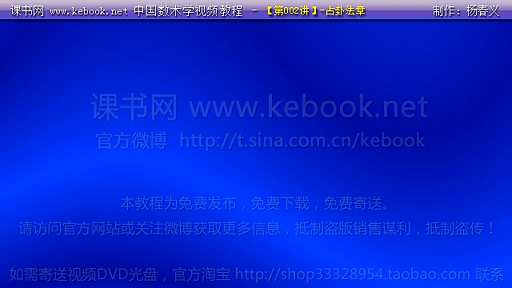 课书网 www.kebook.net 中国数术学视频教程 - 【第002讲】-占卦法章 制作：杨春义
课书网 www.kebook.net
官方微博 http://t.sina.com.cn/kebook
本教程为免费发布，免费下载，免费寄送。
请访问官方网站或关注微博获取更多信息，抵制盗版销售谋利，抵制盗传！
如需寄送视频DVD光盘，官方淘宝 http://shop33328954.taobao.com 联系